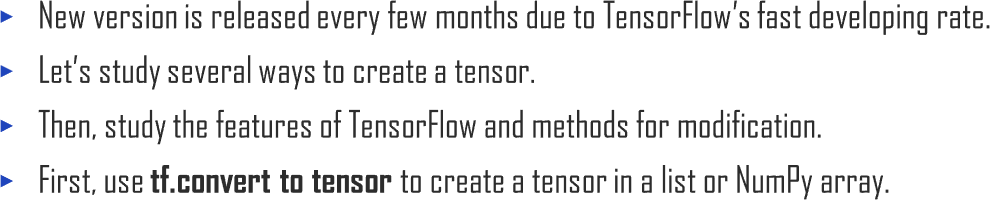 ► New version is released every few months due to TensorFlow’s fast developing rate.
► Let’s study several ways to create a tensor.
► Then, study the features of TensorFlow and methods for modification.
► First, use tf.convert to tensor to create a tensor in a list or NumPy array.